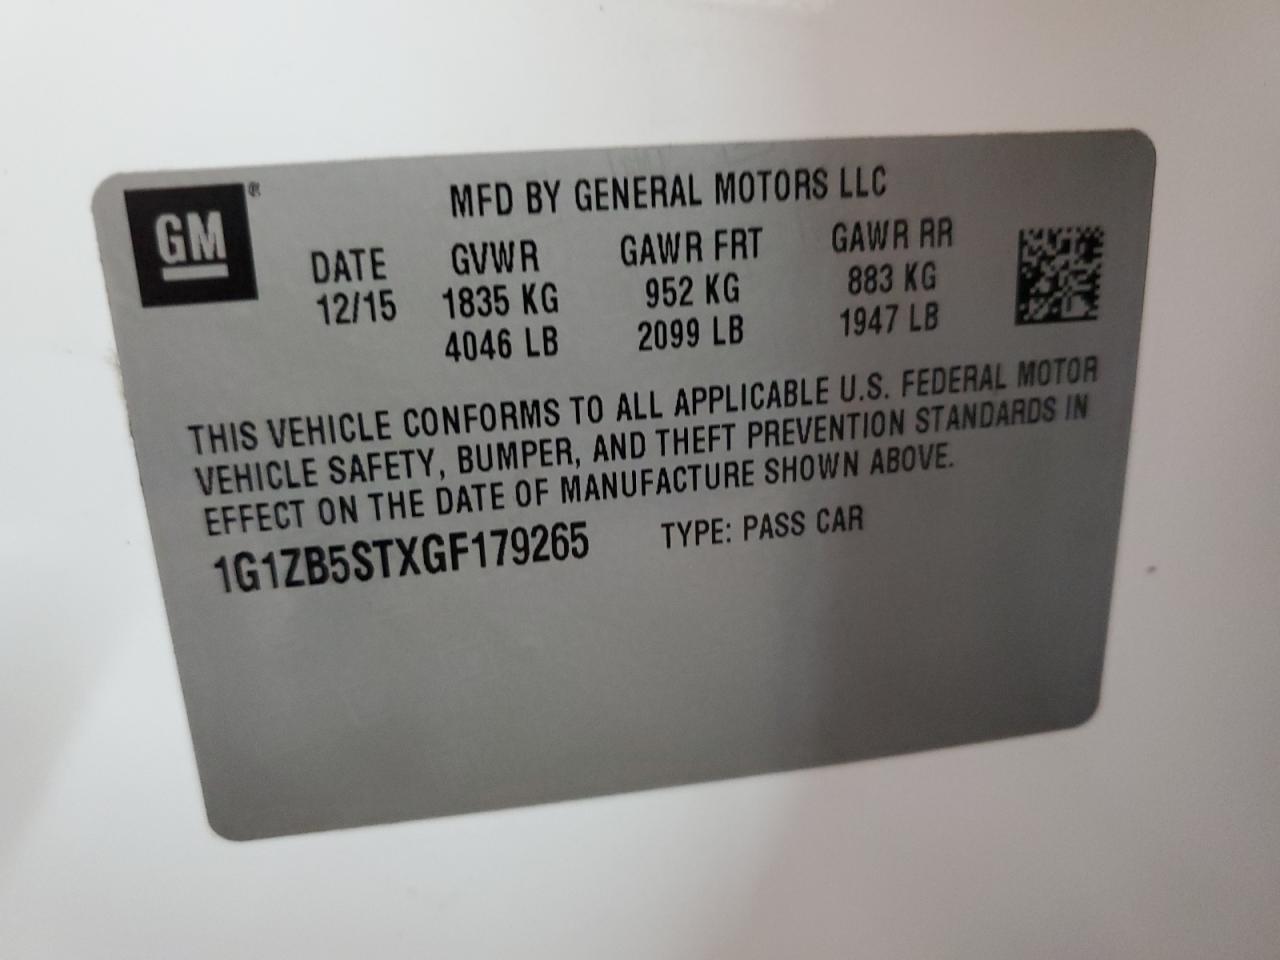 GM®
MFD BY GENERAL MOTORS LLC
DATE GVWR GAWR FRT GAWR RR
12/15 1835 KG 952 KG 883 KG
4046 LB 2099 LB 1947 LB
THIS VEHICLE CONFORMS TO ALL APPLICABLE U.S. FEDERAL MOTOR
VEHICLE SAFETY, BUMPER, AND THEFT PREVENTION STANDARDS IN
EFFECT ON THE DATE OF MANUFACTURE SHOWN ABOVE.
1G1ZB5STXGF179265 TYPE: PASS CAR